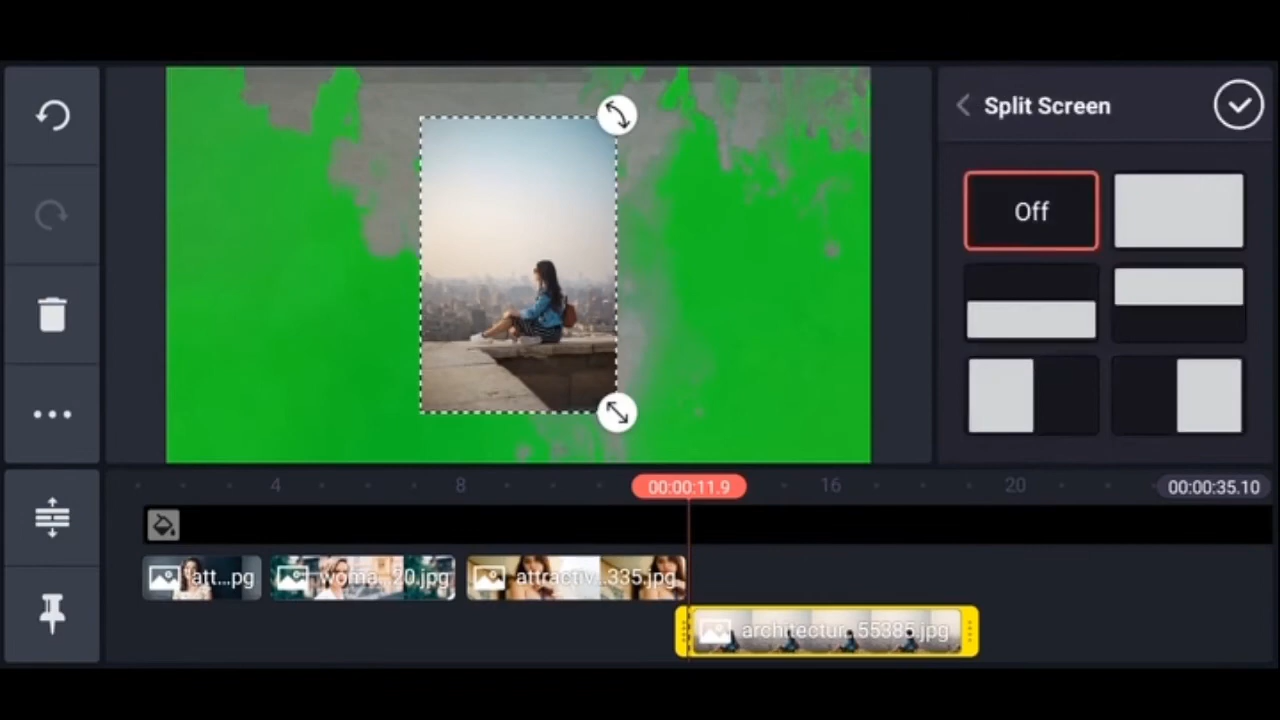 Split Screen
Off
4
8
00:00:11.9
16
20
00:00:35.10
att...pg
woma...20.jpg
attractiv...335.jpg
architectur...55385.jpg